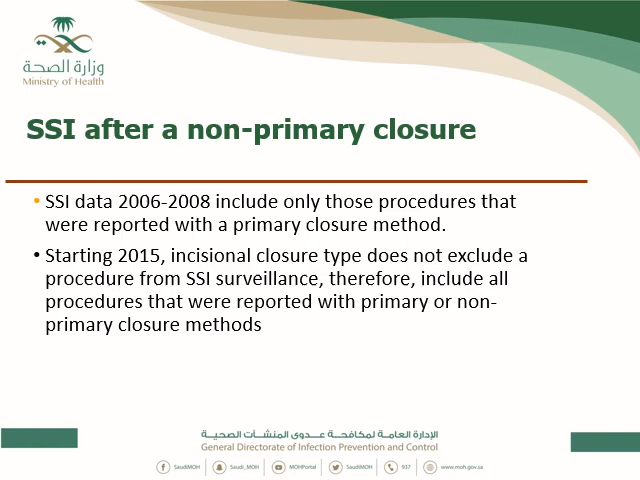 وزارة الصحة
Ministry of Health
SSI after a non-primary closure
• SSI data 2006-2008 include only those procedures that
were reported with a primary closure method.
• Starting 2015, incisional closure type does not exclude a
procedure from SSI surveillance, therefore, include all
procedures that were reported with primary or non-
primary closure methods
الإدارة العامة لمكافحة عدوى المنشآت الصحية
General Directorate of Infection Prevention and Control
SaudiMOH | Saudi_MOH | MOHPortal | SaudiMOH | 937 | www.moh.gov.sa